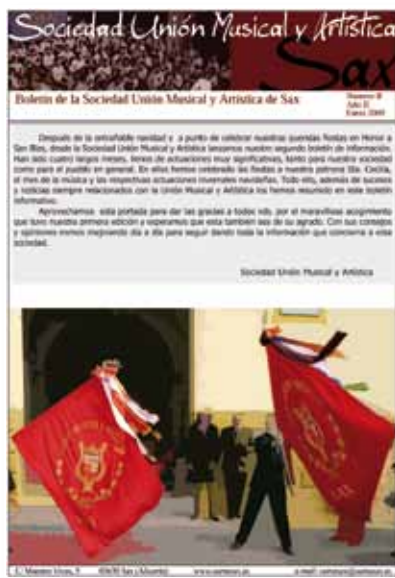 Sociedad Unión Musical y Artística
Sax
Boletín de la Sociedad Unión Musical y Artística de Sax
Número II
Año II
Enero 2009
Después de la entrañable navidad y a punto de celebrar nuestras queridas fiestas en Honor a
San Blas, desde la Sociedad Unión Musical y Artística lanzamos nuestro segundo boletín de información.
Han sido cuatro largos meses, llenos de actuaciones muy significativas, tanto para nuestra sociedad
como para el pueblo en general. En ellos hemos celebrado las fiestas a nuestra patrona Sta. Cecilia,
el mes de la música y las respectivas actuaciones invernales navideñas. Todo ello, además de sucesos
y noticias siempre relacionados con la Unión Musical y Artística los hemos resumido en este boletín
informativo.
Aprovechamos esta portada para dar las gracias a todos vds. por el maravilloso acogimiento
que tuvo nuestra primera edición y esperamos que esta también sea de su agrado. Con sus consejos
y opiniones iremos mejorando día a día para seguir dando toda la información que concierna a esta
sociedad.
Sociedad Unión Musical y Artística
C/ Maestro Vives, 9 03630 Sax (Alicante)